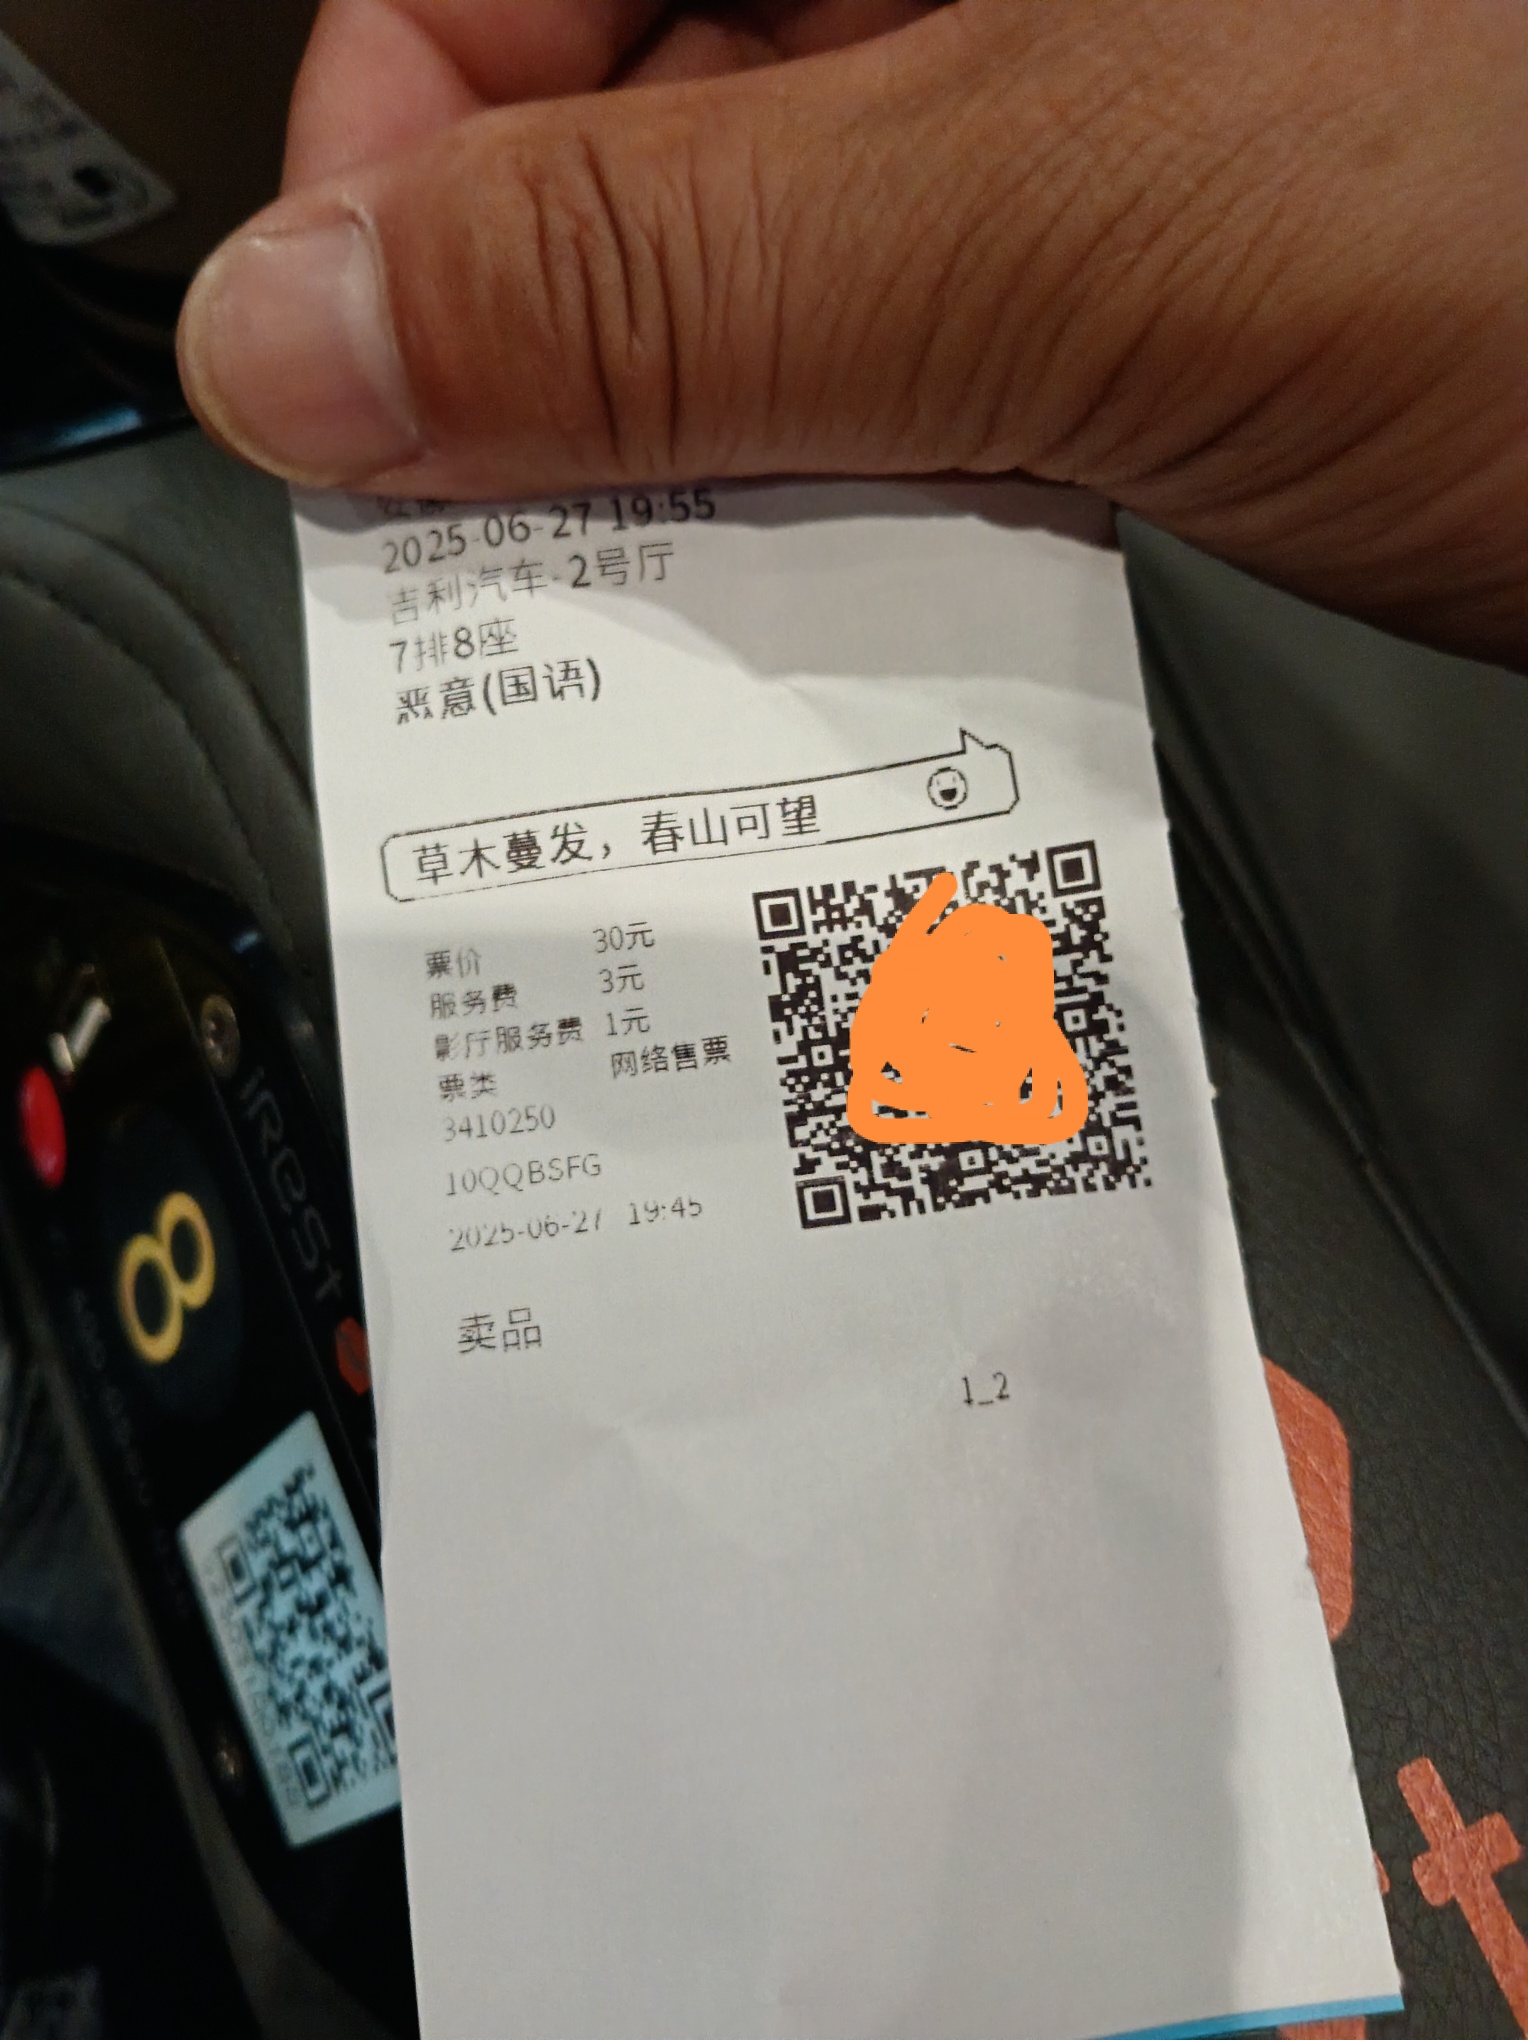 2025-06-27 19:55
吉利汽车-2号厅
7排8座
恶意(国语)
草木蔓发，春山可望
票价 30元
服务费 3元
影厅服务费 1元
票类 网络售票
3410250
10QQBSFG
2025-06-27 19:45
卖品
1_2
iRest
8